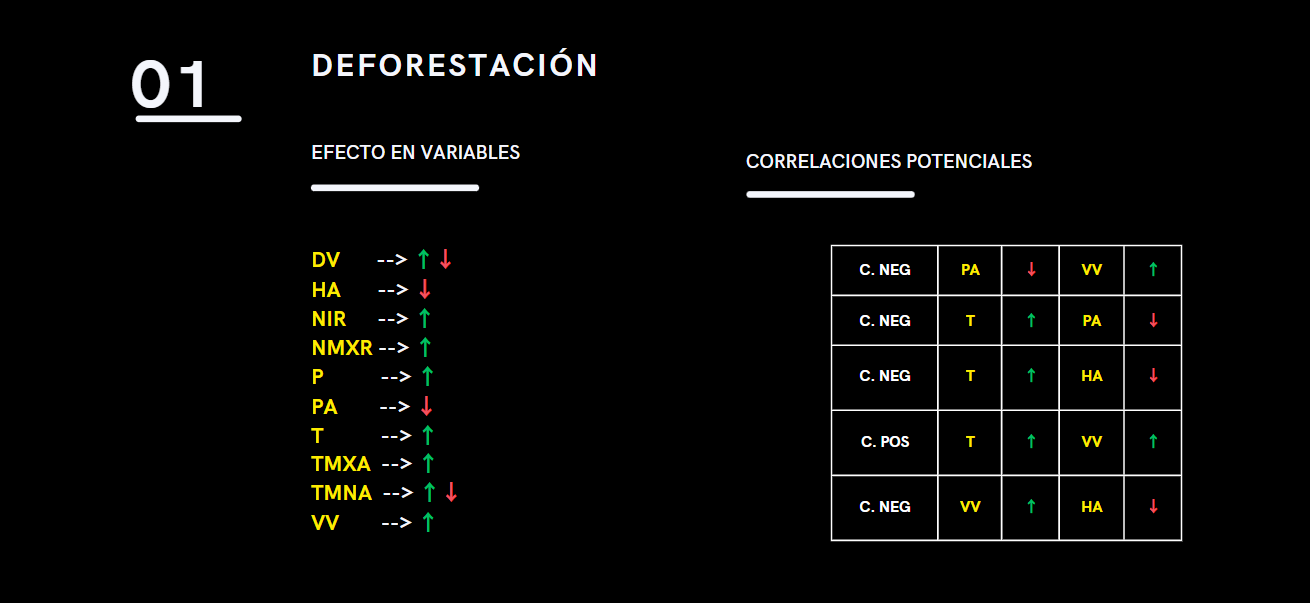 01
DEFORESTACIÓN
EFECTO EN VARIABLES
DV --> ↑ ↓
HA --> ↓
NIR --> ↑
NMXR --> ↑
P --> ↑
PA --> ↓
T --> ↑
TMXA --> ↑
TMNA --> ↑ ↓
VV --> ↑
CORRELACIONES POTENCIALES
C. NEG PA ↓ VV ↑
C. NEG T ↑ PA ↓
C. NEG T ↑ HA ↓
C. POS T ↑ VV ↑
C. NEG VV ↑ HA ↓